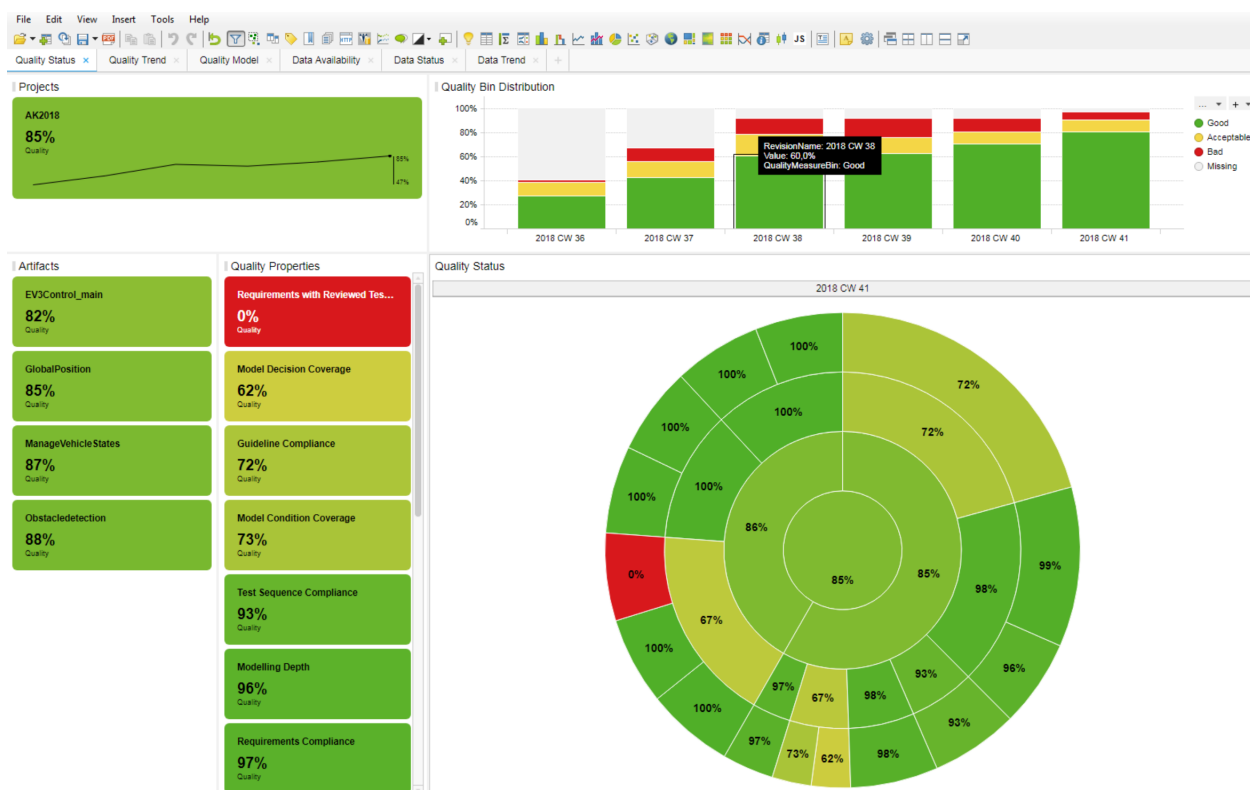 File Edit View Insert Tools Help
JS
Quality Status × Quality Trend × Quality Model × Data Availability × Data Status × Data Trend × +
Projects
AK2018
85%
Quality
85%
47%
Quality Bin Distribution
100%
80%
60%
40%
20%
0%
RevisionName: 2018 CW 38
Value: 60,0%
QualityMeasureBin: Good
2018 CW 36 2018 CW 37 2018 CW 38 2018 CW 39 2018 CW 40 2018 CW 41
... +
Good
Acceptable
Bad
Missing
Artifacts
EV3Control_main
82%
Quality
GlobalPosition
85%
Quality
ManageVehicleStates
87%
Quality
Obstacledetection
88%
Quality
Quality Properties
Requirements with Reviewed Tes...
0%
Quality
Model Decision Coverage
62%
Quality
Guideline Compliance
72%
Quality
Model Condition Coverage
73%
Quality
Test Sequence Compliance
93%
Quality
Modelling Depth
96%
Quality
Requirements Compliance
97%
Quality
Quality Status
2018 CW 41
100%
100% 72%
100% 72%
100%
100% 100%
86%
99%
0% 85% 85% 98%
67%
100% 96%
97% 67% 98% 93%
100% 93%
97% 73% 62% 98%